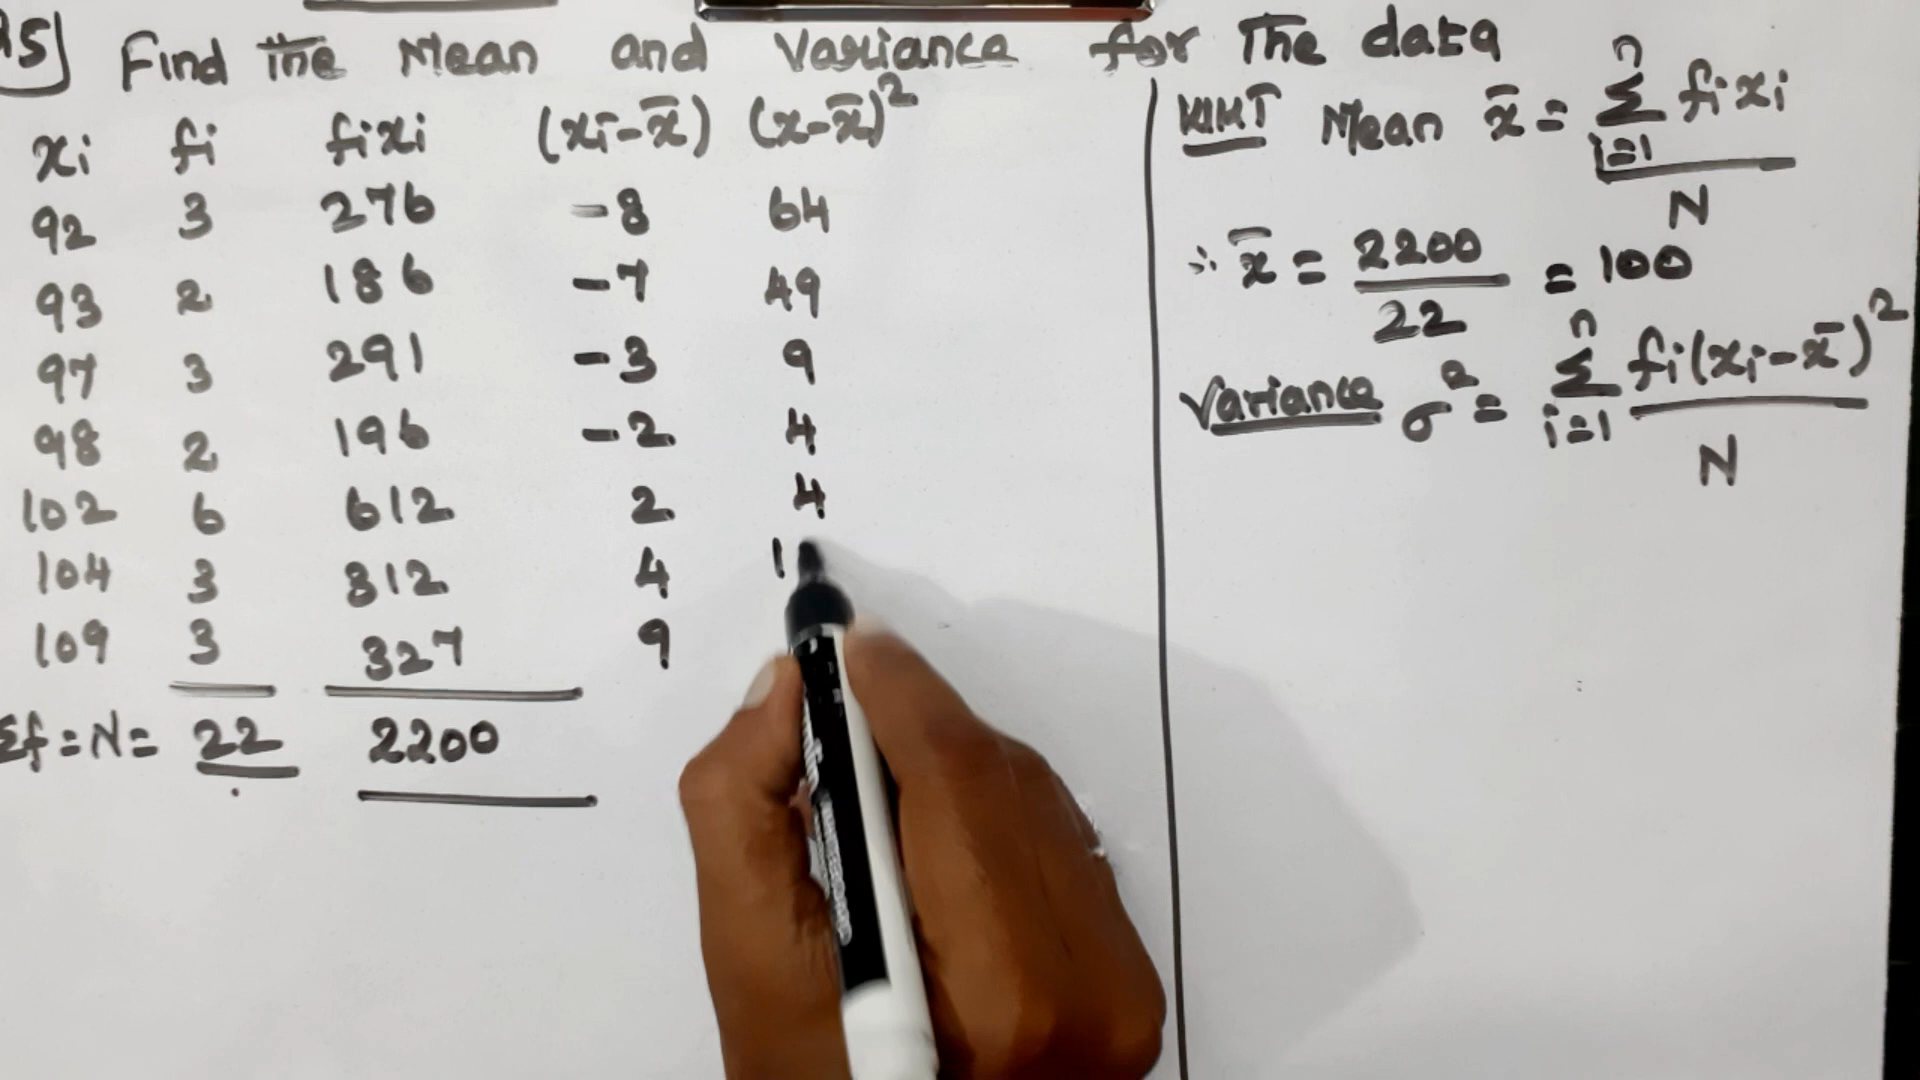 Q5] Find the Mean and Variance for The data
xi fi fixi (xi-x̄) (x-x̄)²
92 3 276 -8 64
93 2 186 -7 49
97 3 291 -3 9
98 2 196 -2 4
102 6 612 2 4
104 3 312 4 1
109 3 327 9
Σf = N = 22 2200
Mean x̄ = Σ fixi
n
i=1
N
∴ x̄ = 2200 = 100
22
Variance σ² = Σ fi(xi-x̄)²
n
i=1
N